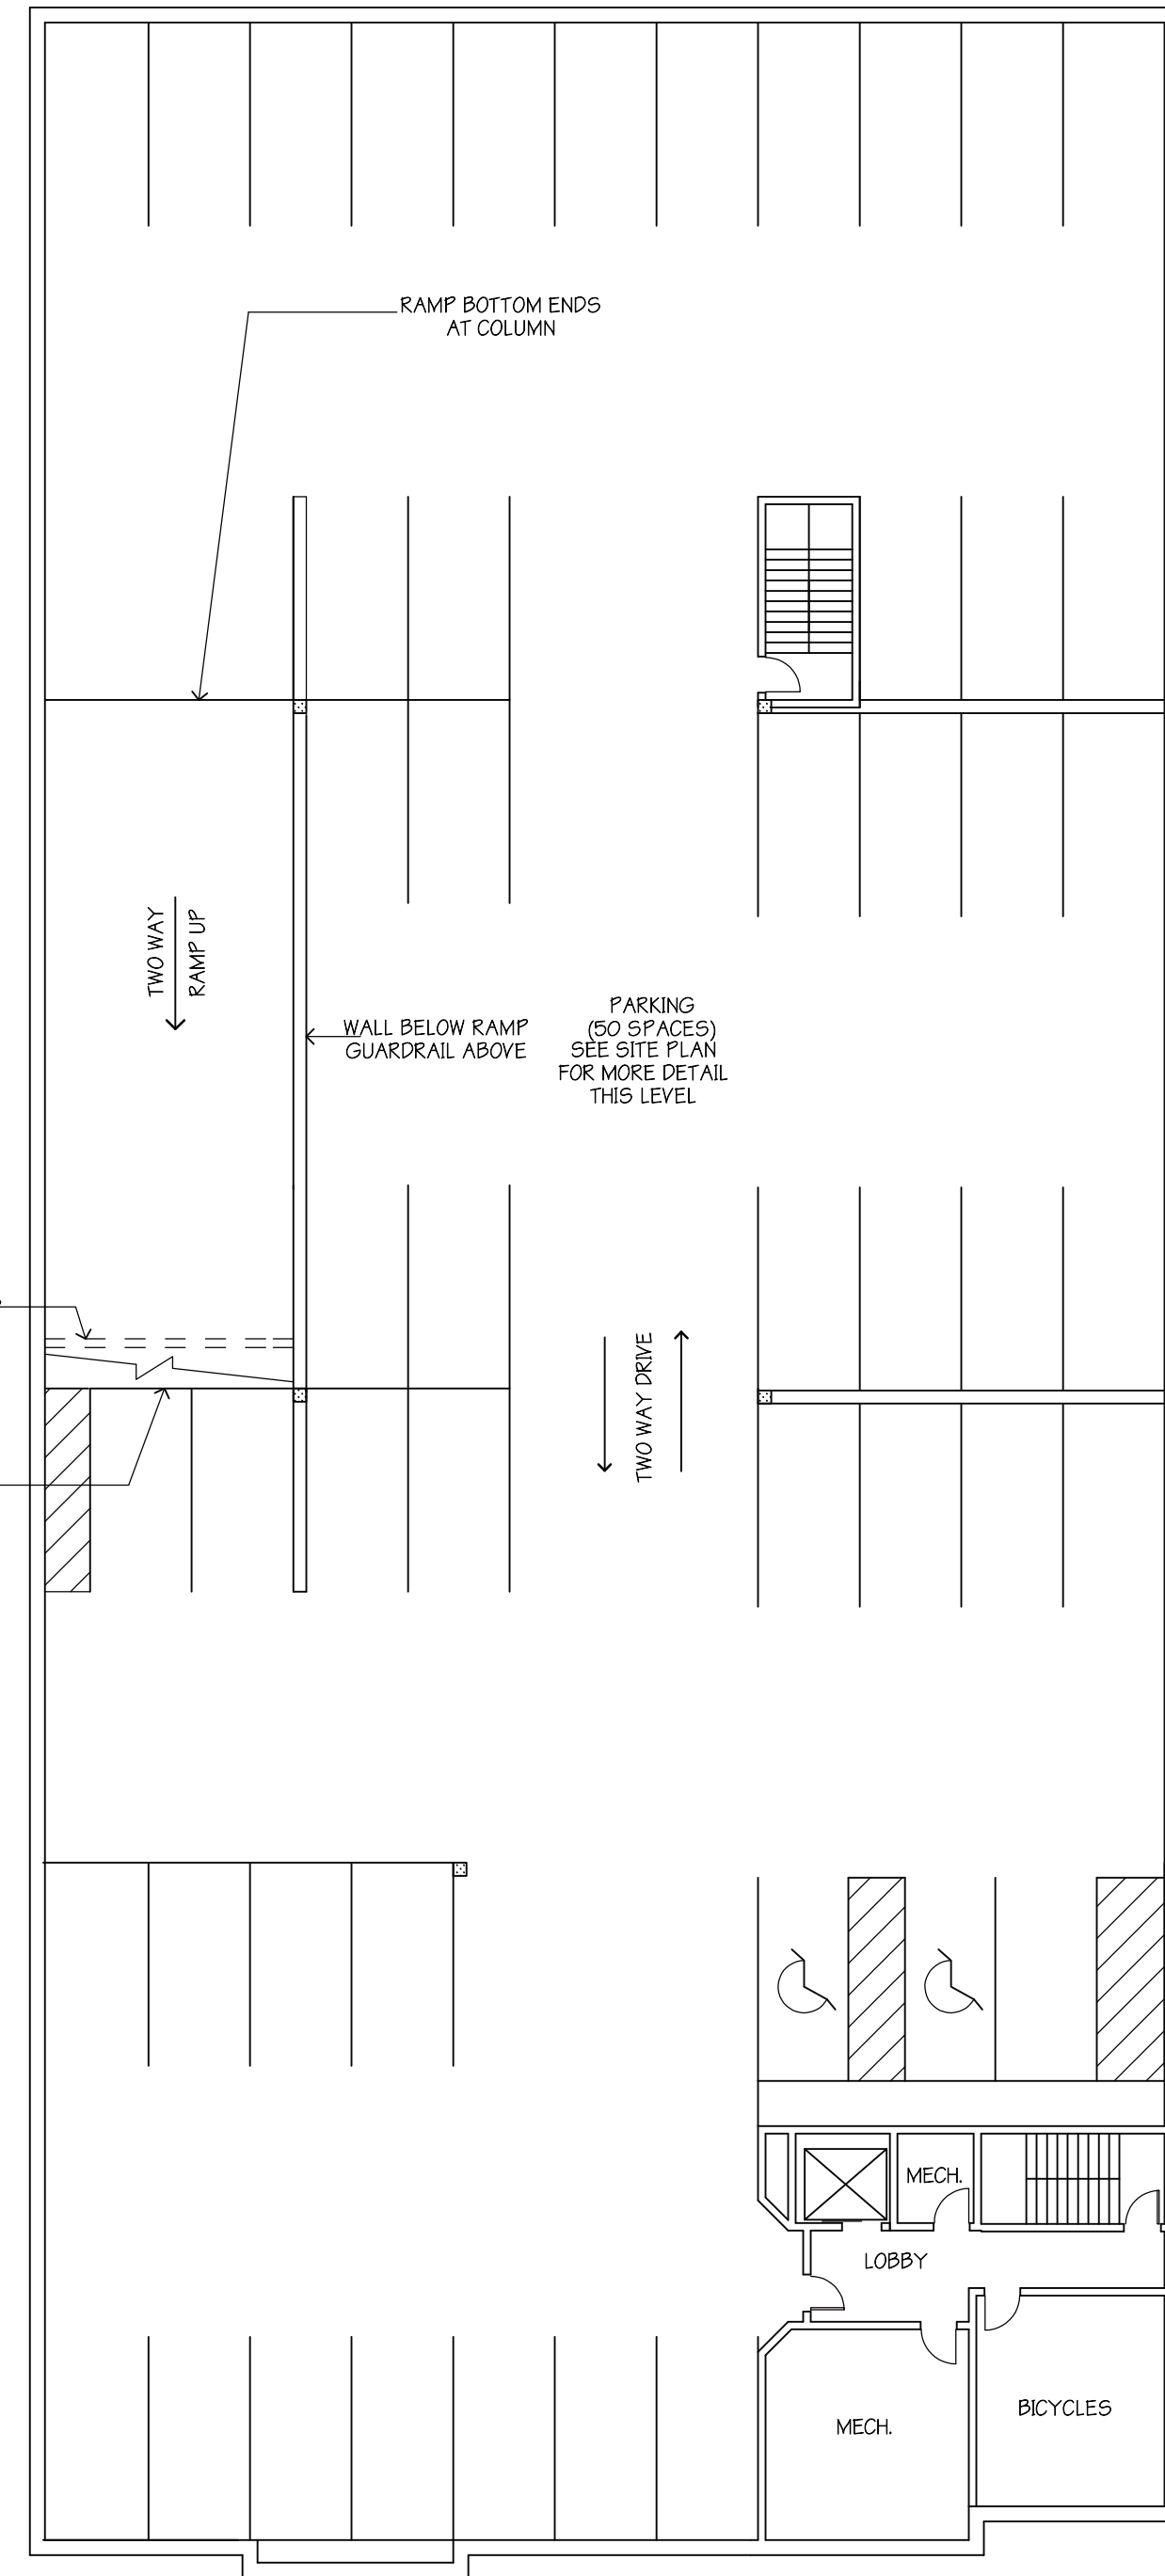 RAMP BOTTOM ENDS
AT COLUMN
TWO WAY
RAMP UP
WALL BELOW RAMP
GUARDRAIL ABOVE
PARKING
(50 SPACES)
SEE SITE PLAN
FOR MORE DETAIL
THIS LEVEL
TWO WAY DRIVE
MECH.
LOBBY
MECH.
BICYCLES